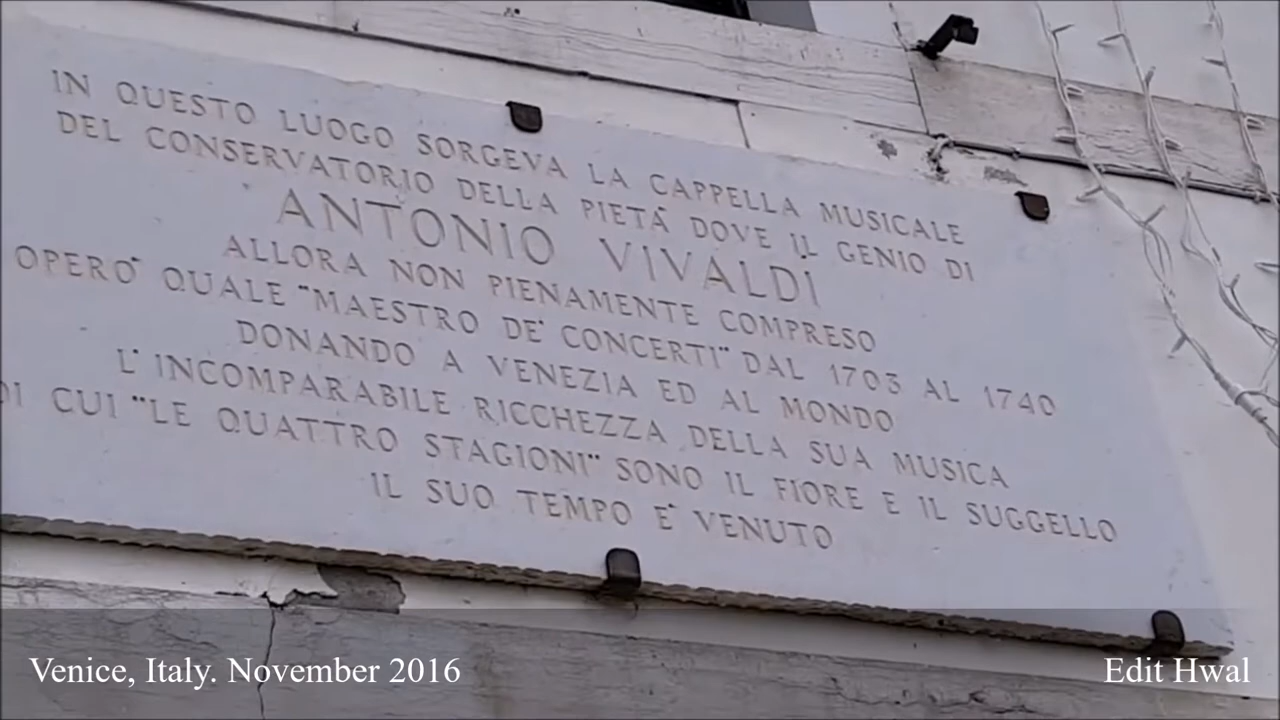 IN QUESTO LUOGO SORGEVA LA CAPPELLA MUSICALE
DEL CONSERVATORIO DELLA PIETÁ DOVE IL GENIO DI
ANTONIO VIVALDI
ALLORA NON PIENAMENTE COMPRESO
OPERO' QUALE "MAESTRO DE' CONCERTI" DAL 1703 AL 1740
DONANDO A VENEZIA ED AL MONDO
L'INCOMPARABILE RICCHEZZA DELLA SUA MUSICA
DI CUI "LE QUATTRO STAGIONI" SONO IL FIORE E IL SUGGELLO
IL SUO TEMPO E' VENUTO
Venice, Italy. November 2016
Edit Hwal